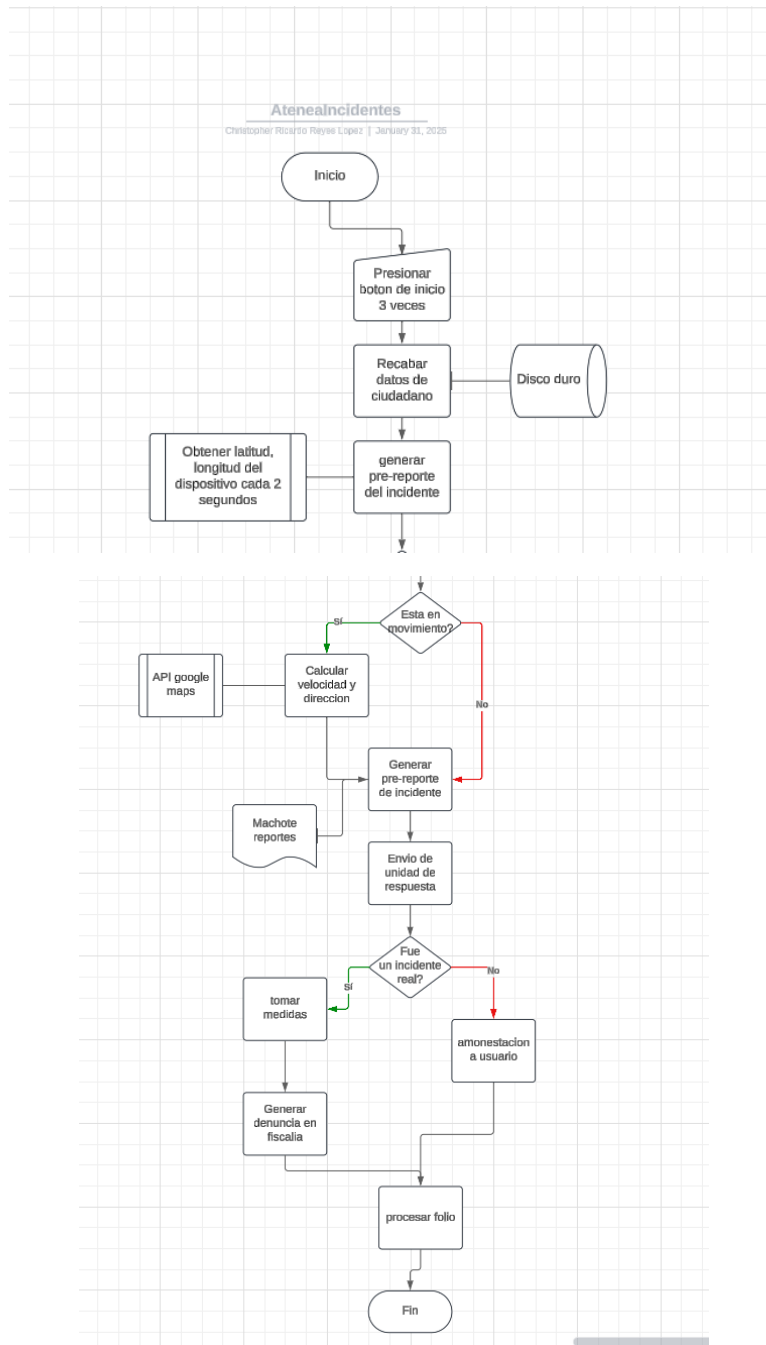 AteneaIncidentes
Christopher Ricardo Reyes Lopez | January 31, 2025
Inicio
Presionar
boton de inicio
3 veces
Recabar
datos de
ciudadano
Disco duro
Obtener latitud,
longitud del
dispositivo cada 2
segundos
generar
pre-reporte
del incidente
Esta en
movimiento?
Sí
No
API google
maps
Calcular
velocidad y
direccion
Generar
pre-reporte
de incidente
Machote
reportes
Envio de
unidad de
respuesta
Fue
un incidente
real?
Sí
No
tomar
medidas
amonestacion
a usuario
Generar
denuncia en
fiscalia
procesar folio
Fin